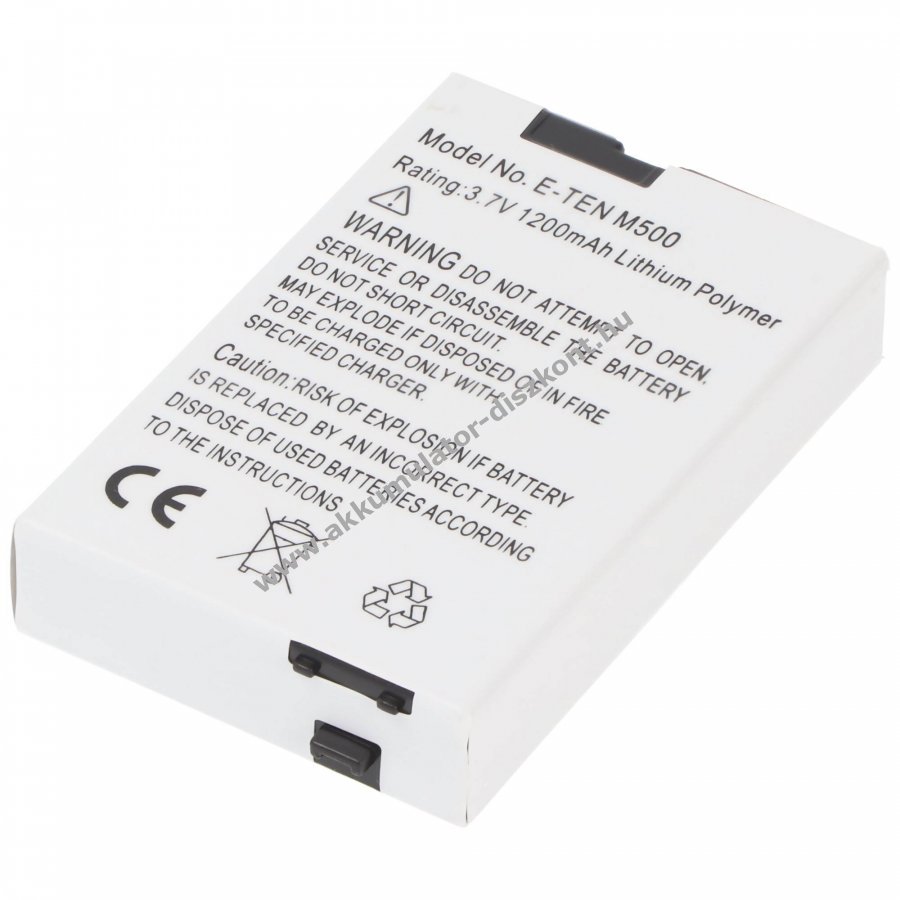 Model No. E-TEN M500
Rating:3.7V 1200mAh Lithium Polymer
WARNING DO NOT ATTEMPA TO OPEN,
SERVICE OR DISASSEMBLE THE BATTERY
DO NOT SHORT CIRCUIT.
MAY EXPLODE IF DISPOSED ON IN FIRE
TO BE CHARGED ONLY WITH
SPECIFIED CHARGER.
Caution:RISK OF EXPLOSION IF BATTERY
IS REPLACED BY AN INCORRECT TYPE.
DISPOSE OF USED BATTERIES ACCORDING
TO THE INSTRUCTIONS.
CE
www.akkumulator-diszkont.hu